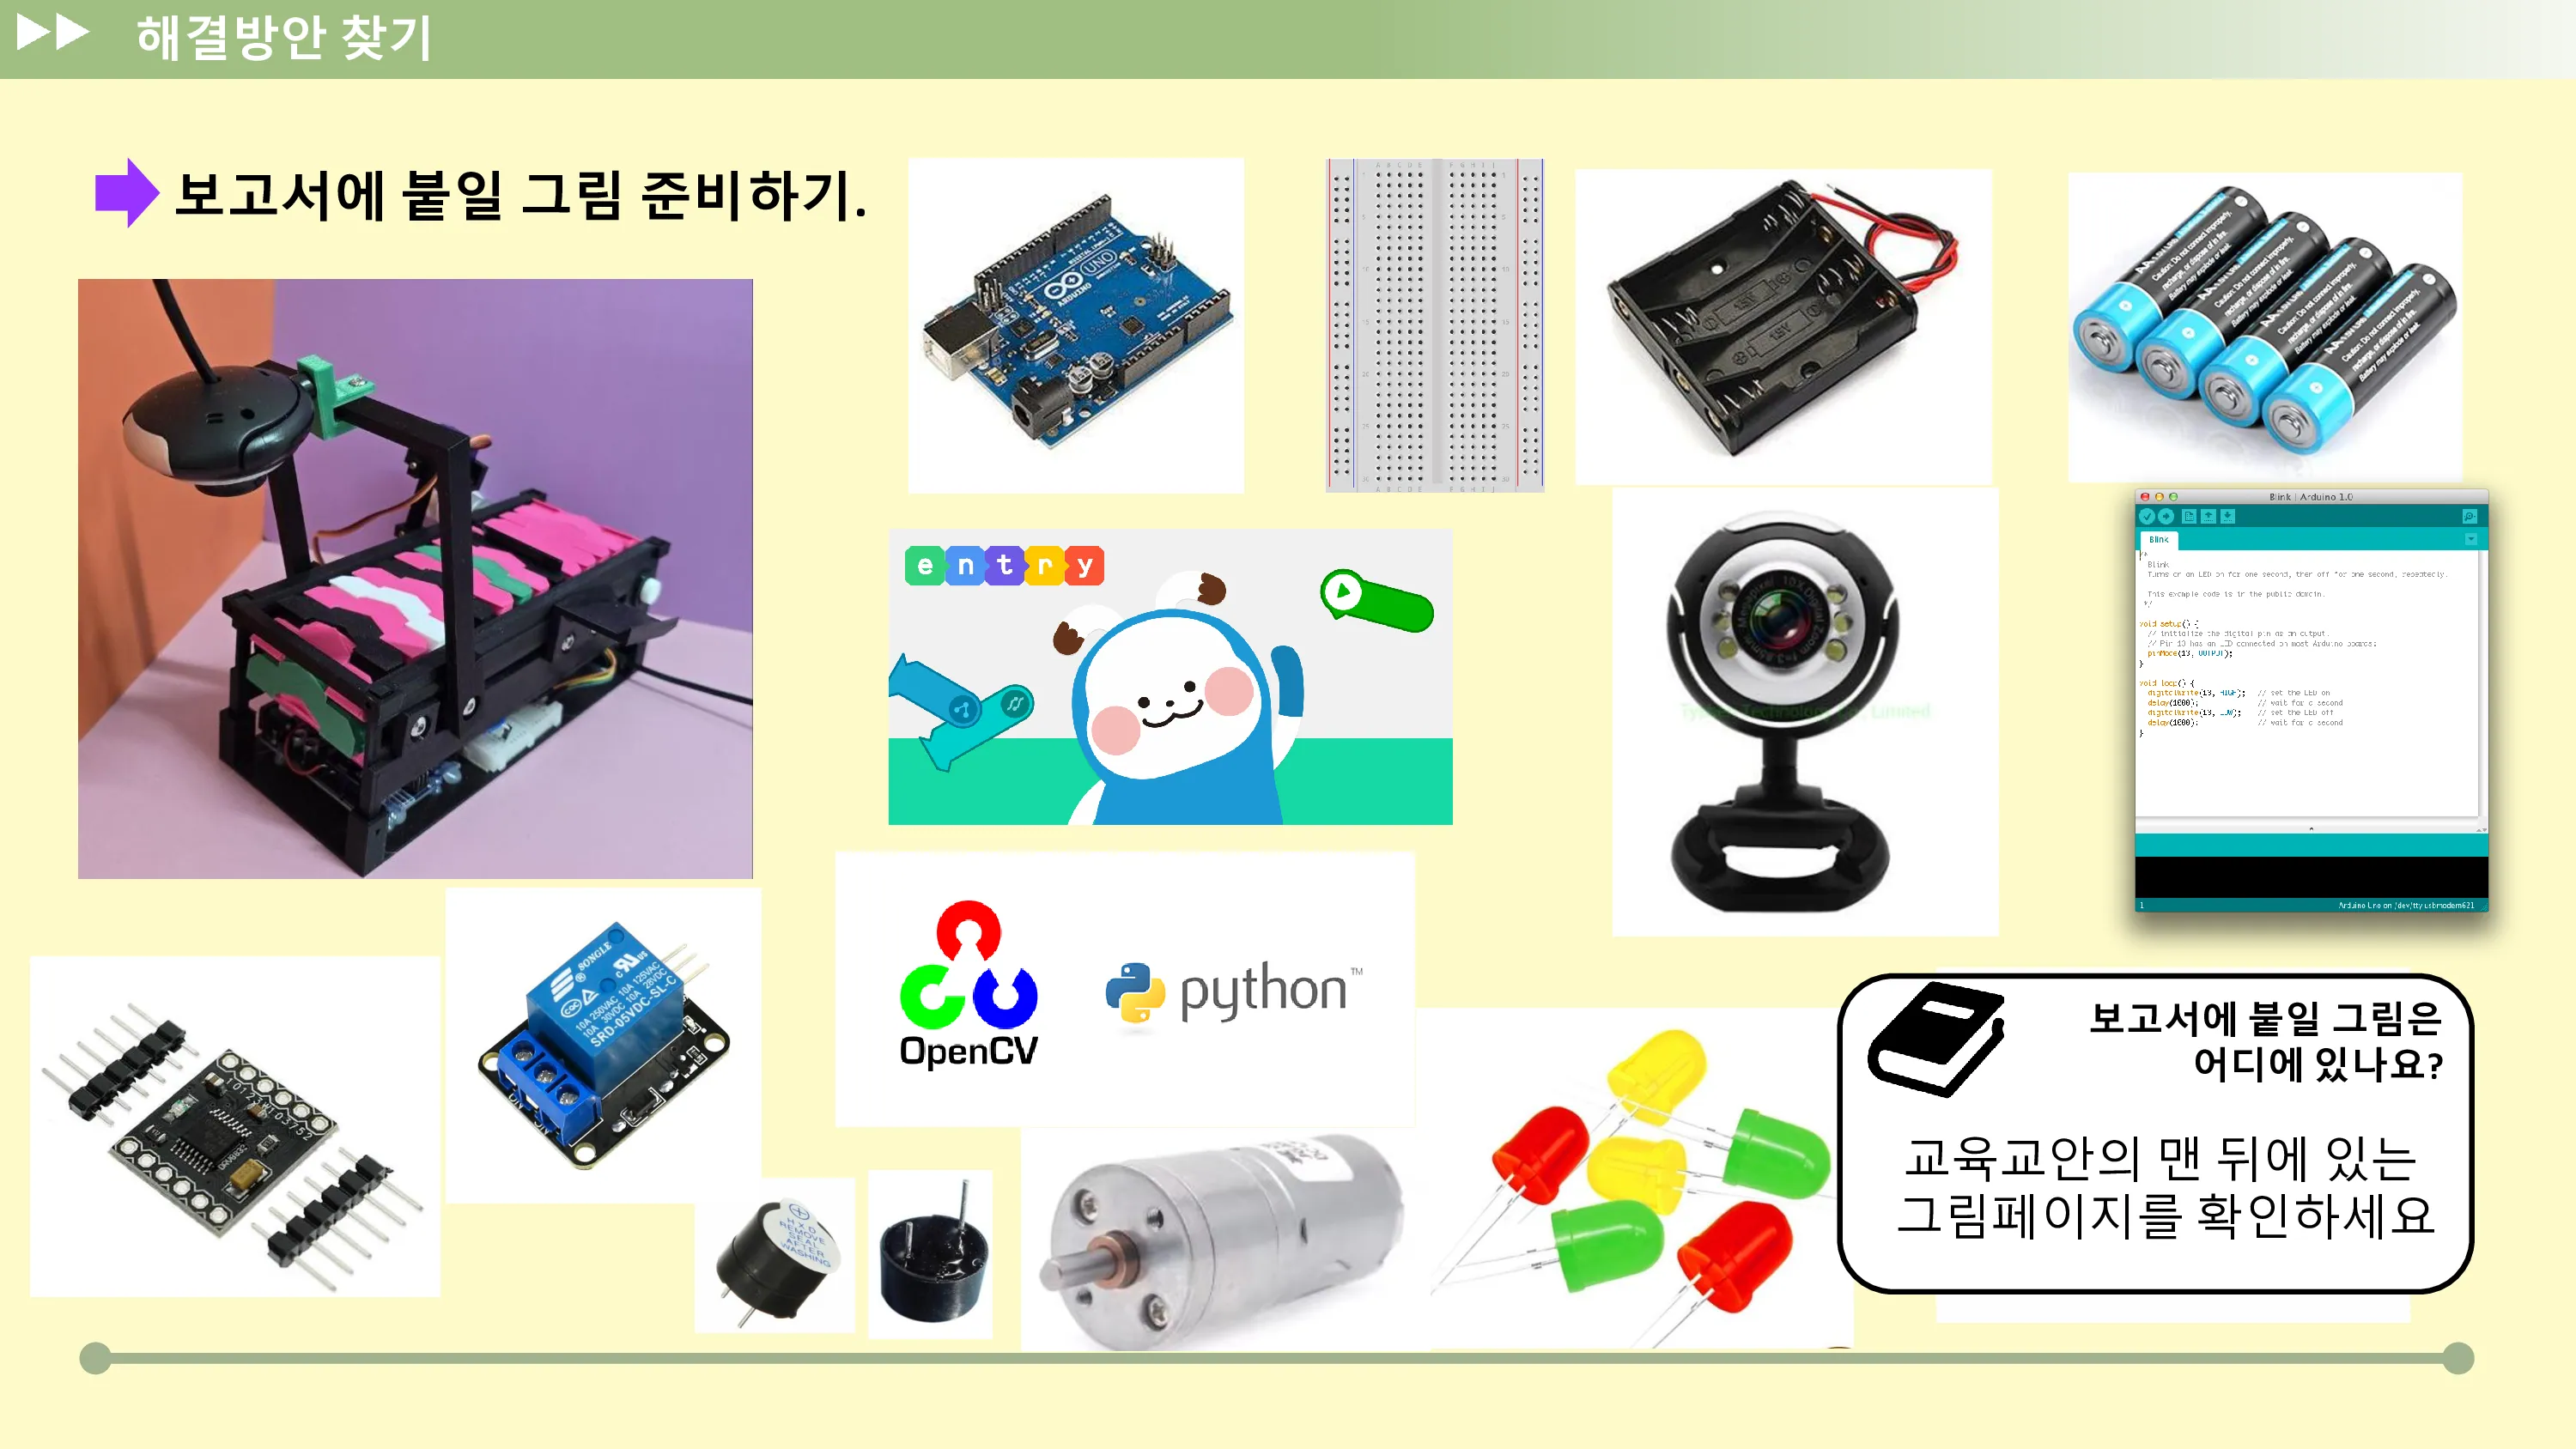 해결방안 찾기
보고서에 붙일 그림 준비하기.
ARDUINO
UNO
1.5V
1.5V
entry
Blink | Arduino 1.0
Blink
/*
Blink
Turns on an LED on for one second, then off for one second, repeatedly.
This example code is in the public domain.
*/
void setup() {
// initialize the digital pin as an output.
// Pin 13 has an LED connected on most Arduino boards:
pinMode(13, OUTPUT);
}
void loop() {
digitalWrite(13, HIGH);   // set the LED on
delay(1000);              // wait for a second
digitalWrite(13, LOW);    // set the LED off
delay(1000);              // wait for a second
}
1
Arduino Uno on /dev/tty.usbmodem621
SONGLE
10A 250VAC 10A 125VAC
10A 30VDC 10A 28VDC
SRD-05VDC-SL-C
OpenCV
python™
HXD
REMOVE
SEAL
AFTER
WASHING
보고서에 붙일 그림은
어디에 있나요?
교육교안의 맨 뒤에 있는
그림페이지를 확인하세요